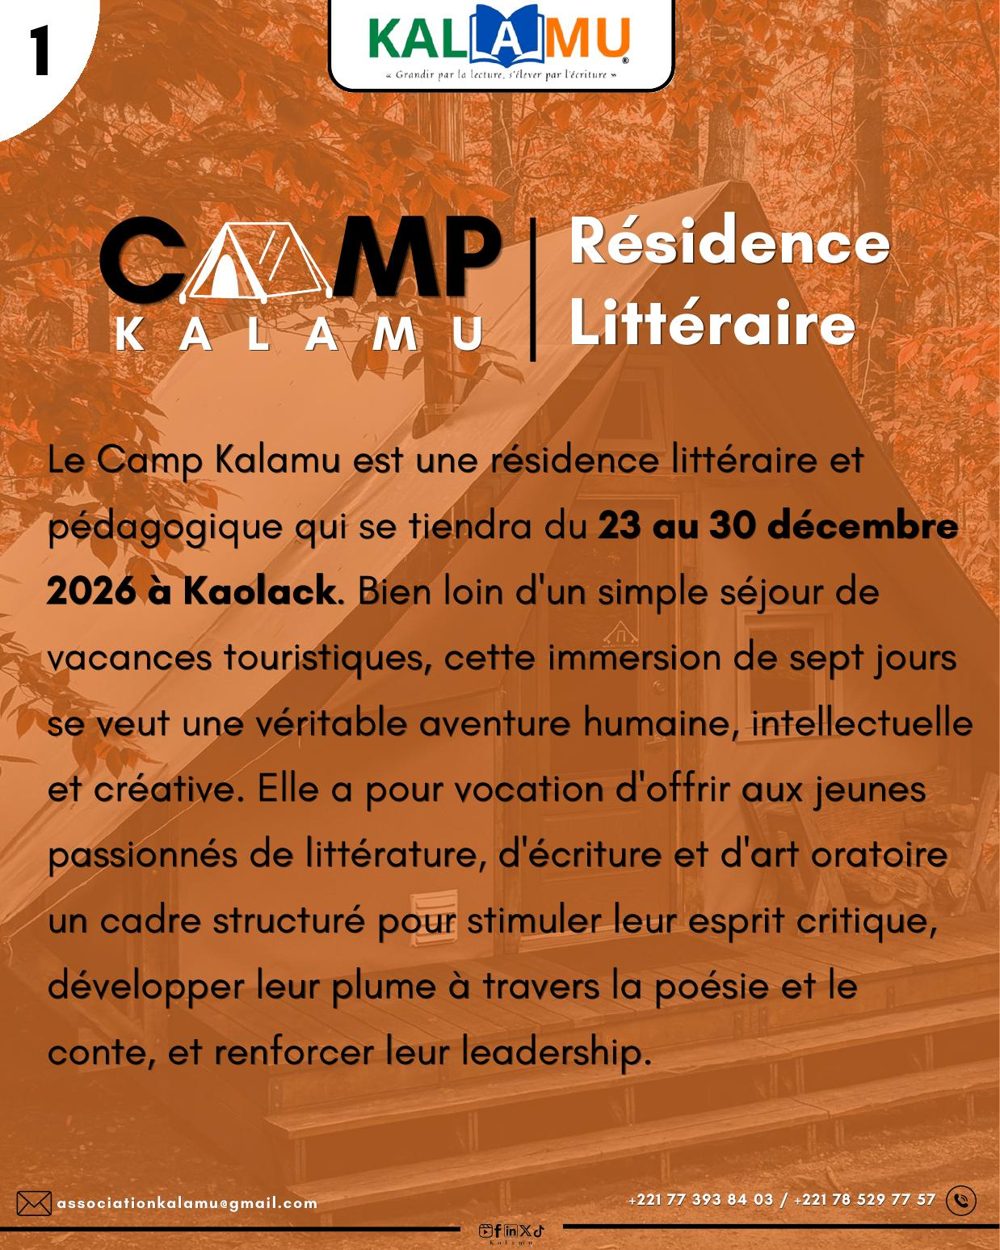 1
KALAMU®
« Grandir par la lecture, s'élever par l'écriture »
CAMP
KALAMU
Résidence
Littéraire
Le Camp Kalamu est une résidence littéraire et
pédagogique qui se tiendra du 23 au 30 décembre
2026 à Kaolack. Bien loin d'un simple séjour de
vacances touristiques, cette immersion de sept jours
se veut une véritable aventure humaine, intellectuelle
et créative. Elle a pour vocation d'offrir aux jeunes
passionnés de littérature, d'écriture et d'art oratoire
un cadre structuré pour stimuler leur esprit critique,
développer leur plume à travers la poésie et le
conte, et renforcer leur leadership.
associationkalamu@gmail.com
+221 77 393 84 03 / +221 78 529 77 57
Kalamu